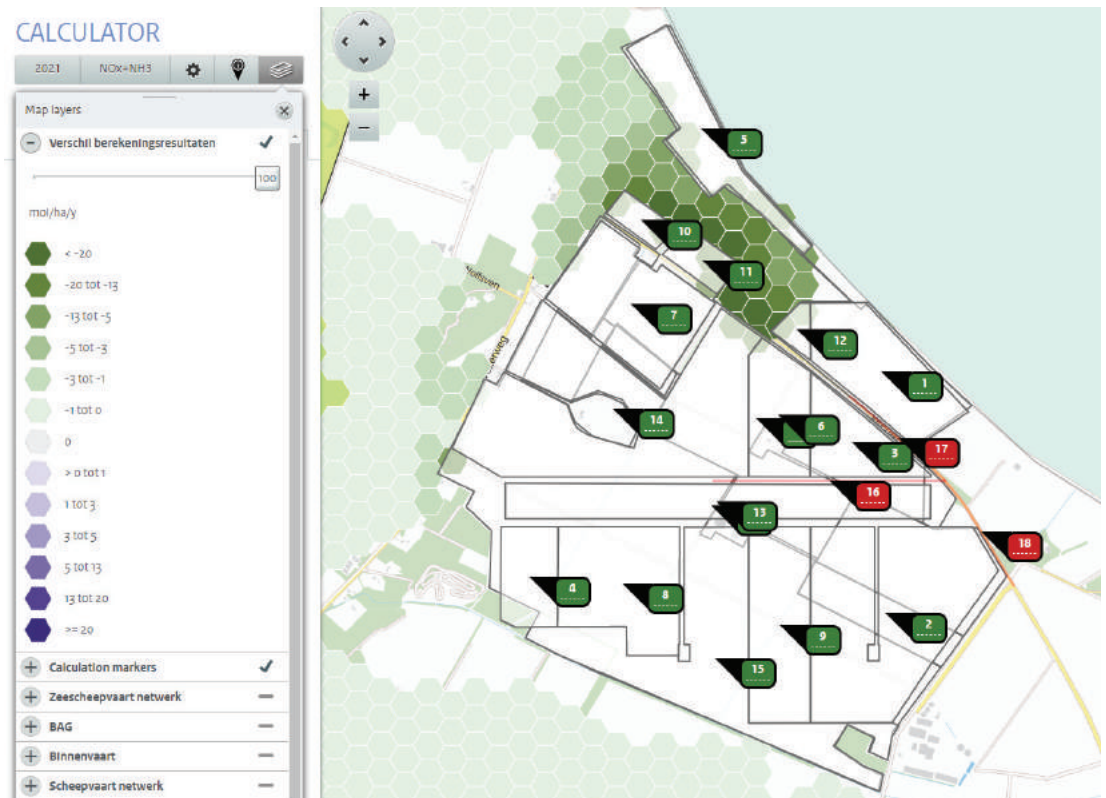 CALCULATOR
2021
NOx+NH3
Map layers
Verschil berekeningsresultaten
100
mol/ha/y
< -20
-20 tot -13
-13 tot -5
-5 tot -3
-3 tot -1
-1 tot 0
0
> 0 tot 1
1 tot 3
3 tot 5
5 tot 13
13 tot 20
>= 20
Calculation markers
Zeescheepvaart netwerk
BAG
Binnenvaart
Scheepvaart netwerk
+
−
5
10
11
7
12
1
14
6
3
17
16
13
18
4
8
9
2
15